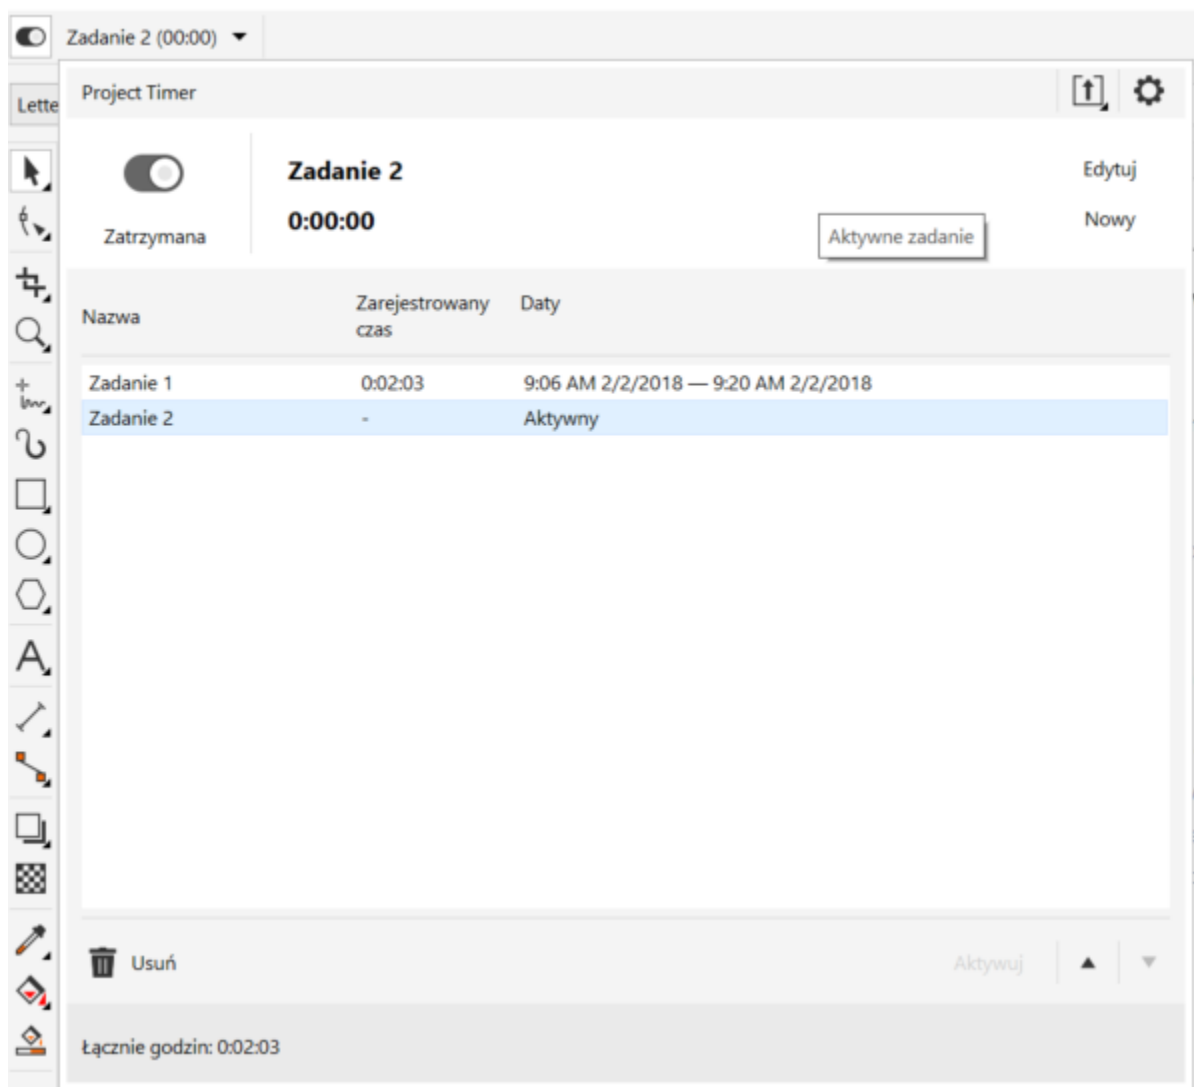 Zadanie 2 (00:00)
Lette
Project Timer
Zadanie 2
Edytuj
0:00:00
Nowy
Zatrzymana
Aktywne zadanie
Nazwa
Zarejestrowany
czas
Daty
Zadanie 1 0:02:03 9:06 AM 2/2/2018 — 9:20 AM 2/2/2018
Zadanie 2 - Aktywny
Usuń
Aktywuj
Łącznie godzin: 0:02:03